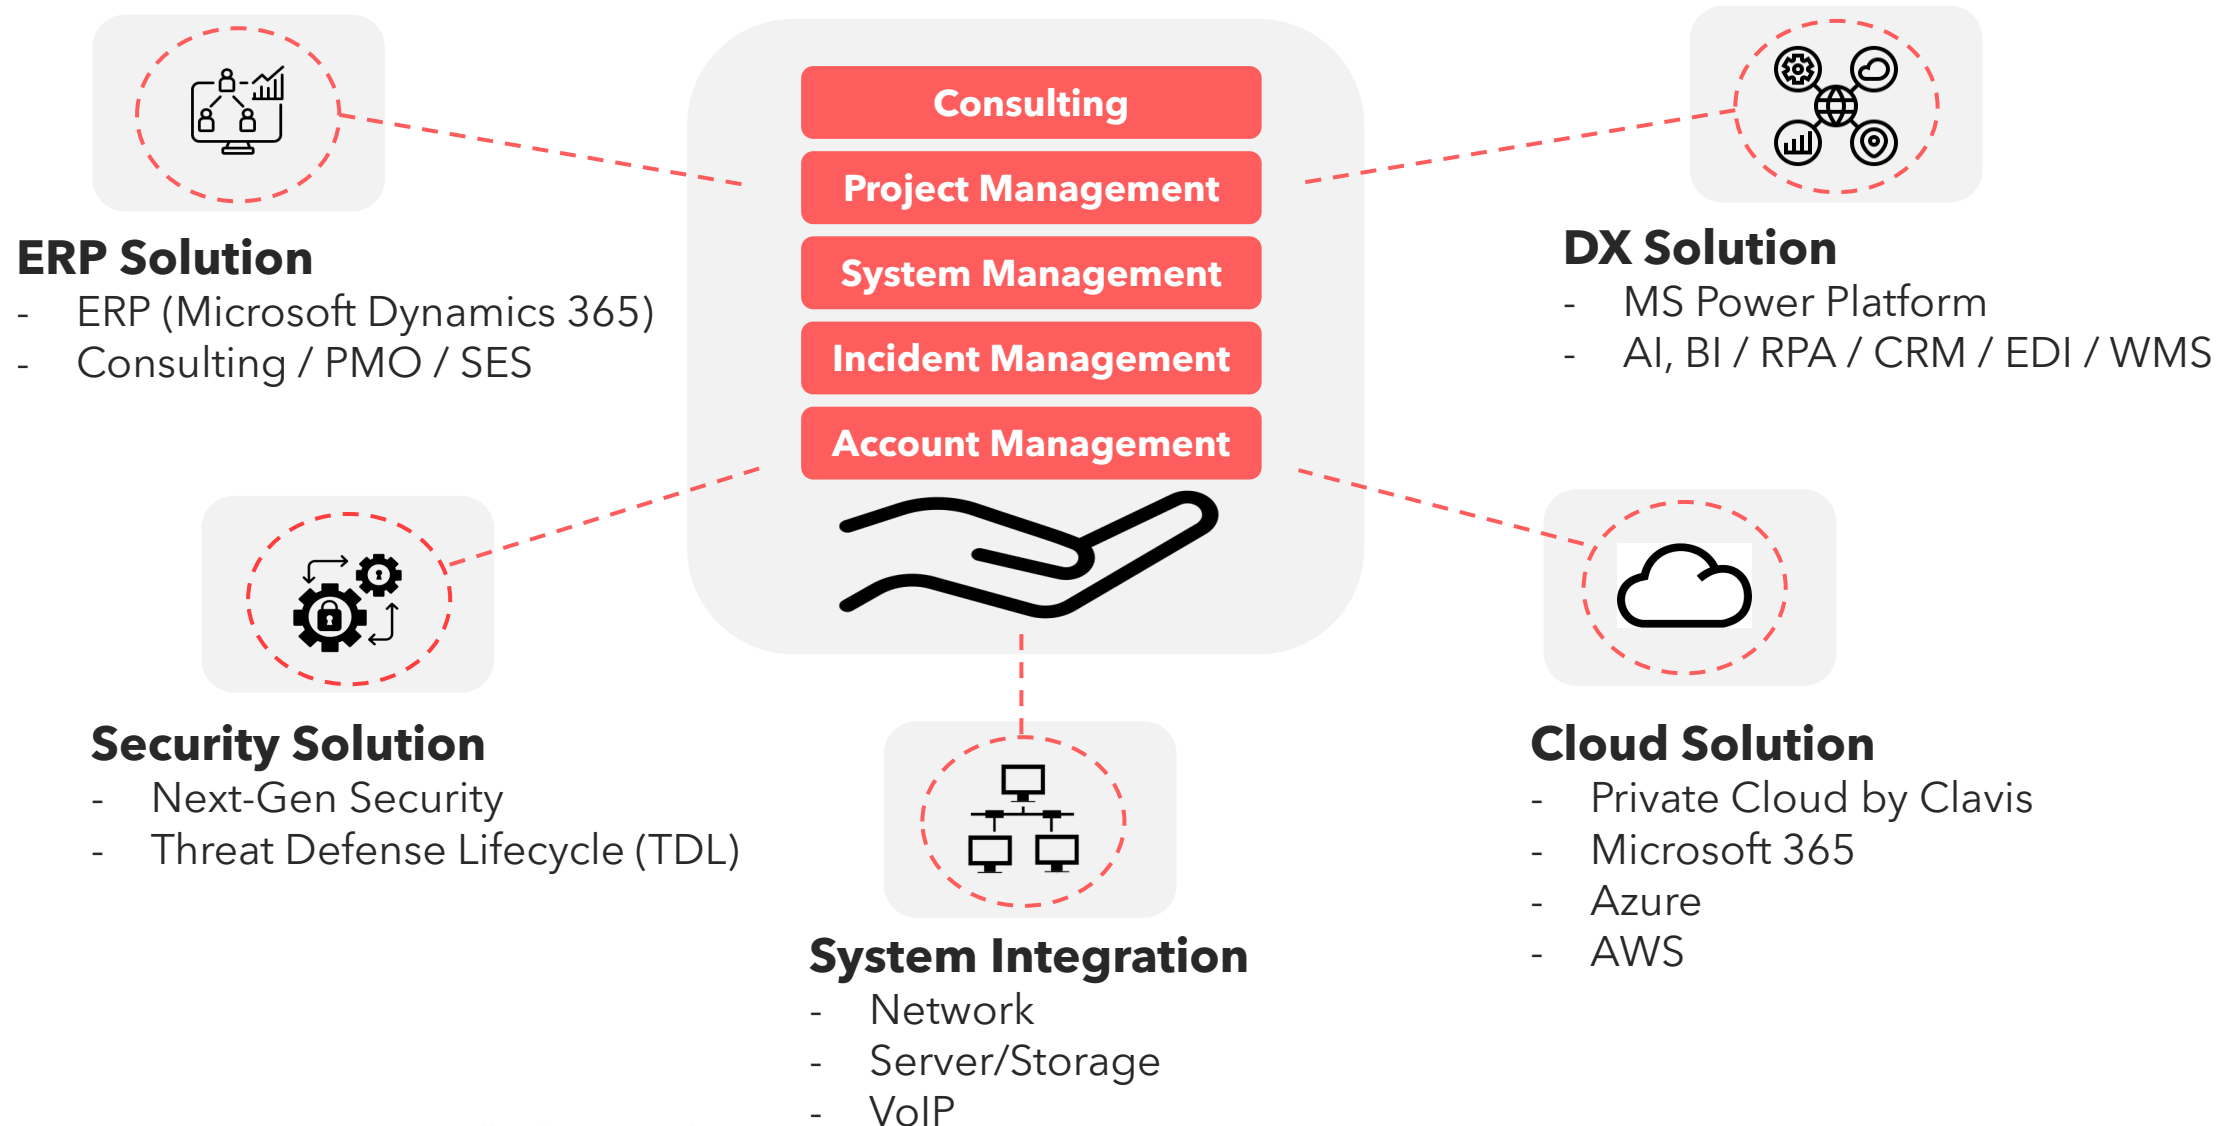 Consulting
Project Management
System Management
Incident Management
Account Management
ERP Solution
- ERP (Microsoft Dynamics 365)
- Consulting / PMO / SES
DX Solution
- MS Power Platform
- AI, BI / RPA / CRM / EDI / WMS
Security Solution
- Next-Gen Security
- Threat Defense Lifecycle (TDL)
Cloud Solution
- Private Cloud by Clavis
- Microsoft 365
- Azure
- AWS
System Integration
- Network
- Server/Storage
- VoIP